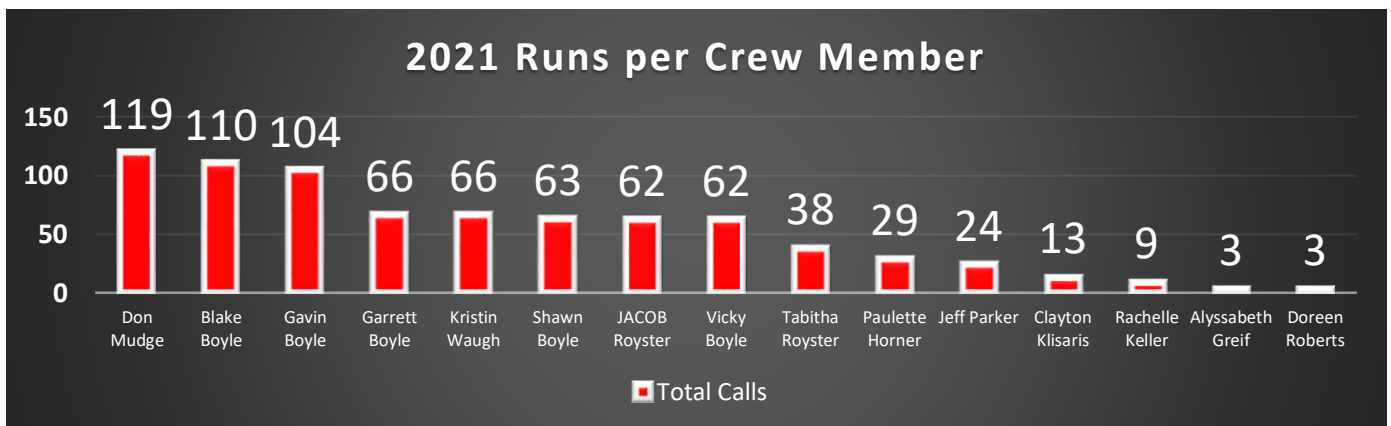 2021 Runs per Crew Member
150
100
50
0
119
110
104
66
66
63
62
62
38
29
24
13
9
3
3
Don
Mudge
Blake
Boyle
Gavin
Boyle
Garrett
Boyle
Kristin
Waugh
Shawn
Boyle
JACOB
Royster
Vicky
Boyle
Tabitha
Royster
Paulette
Horner
Jeff Parker
Clayton
Klisaris
Rachelle
Keller
Alyssabeth
Greif
Doreen
Roberts
Total Calls